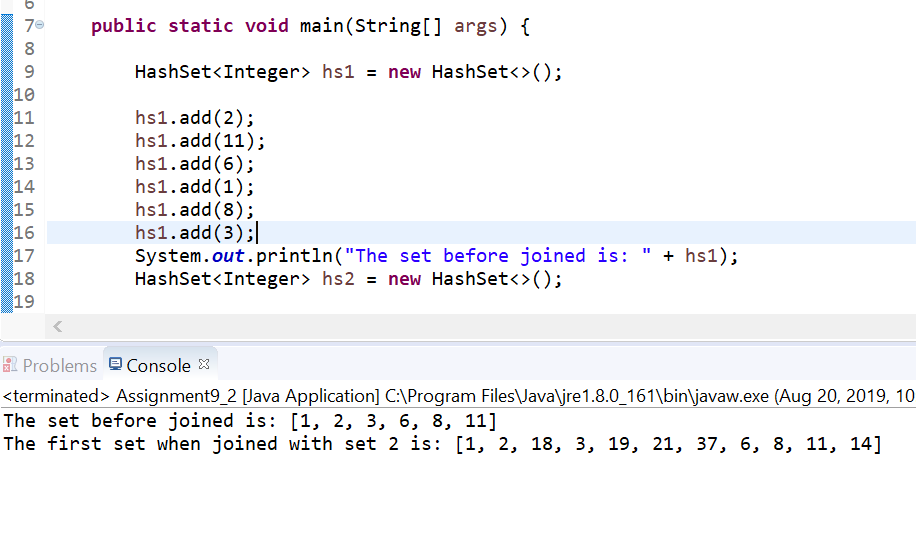 6
7 public static void main(String[] args) {
8
9 HashSet<Integer> hs1 = new HashSet<>();
10
11 hs1.add(2);
12 hs1.add(11);
13 hs1.add(6);
14 hs1.add(1);
15 hs1.add(8);
16 hs1.add(3);
17 System.out.println("The set before joined is: " + hs1);
18 HashSet<Integer> hs2 = new HashSet<>();
19
Problems Console
<terminated> Assignment9_2 [Java Application] C:\Program Files\Java\jre1.8.0_161\bin\javaw.exe (Aug 20, 2019, 10
The set before joined is: [1, 2, 3, 6, 8, 11]
The first set when joined with set 2 is: [1, 2, 18, 3, 19, 21, 37, 6, 8, 11, 14]